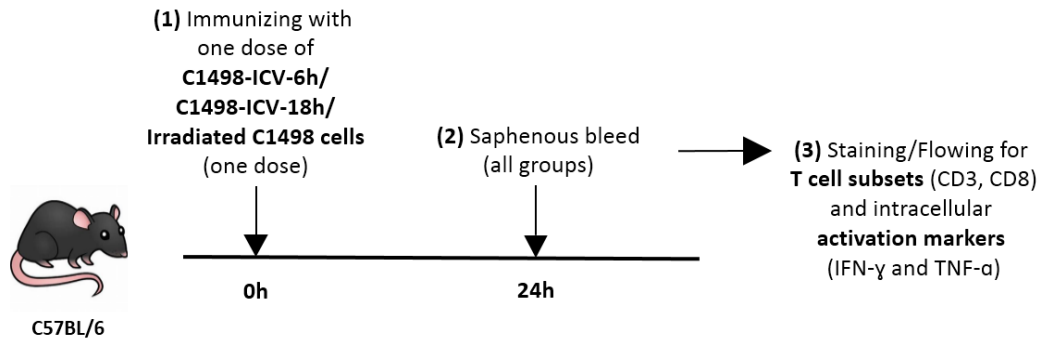 (1) Immunizing with
one dose of
C1498-ICV-6h/
C1498-ICV-18h/
Irradiated C1498 cells
(one dose)
(2) Saphenous bleed
(all groups)
(3) Staining/Flowing for
T cell subsets (CD3, CD8)
and intracellular
activation markers
(IFN-ɣ and TNF-α)
0h
24h
C57BL/6